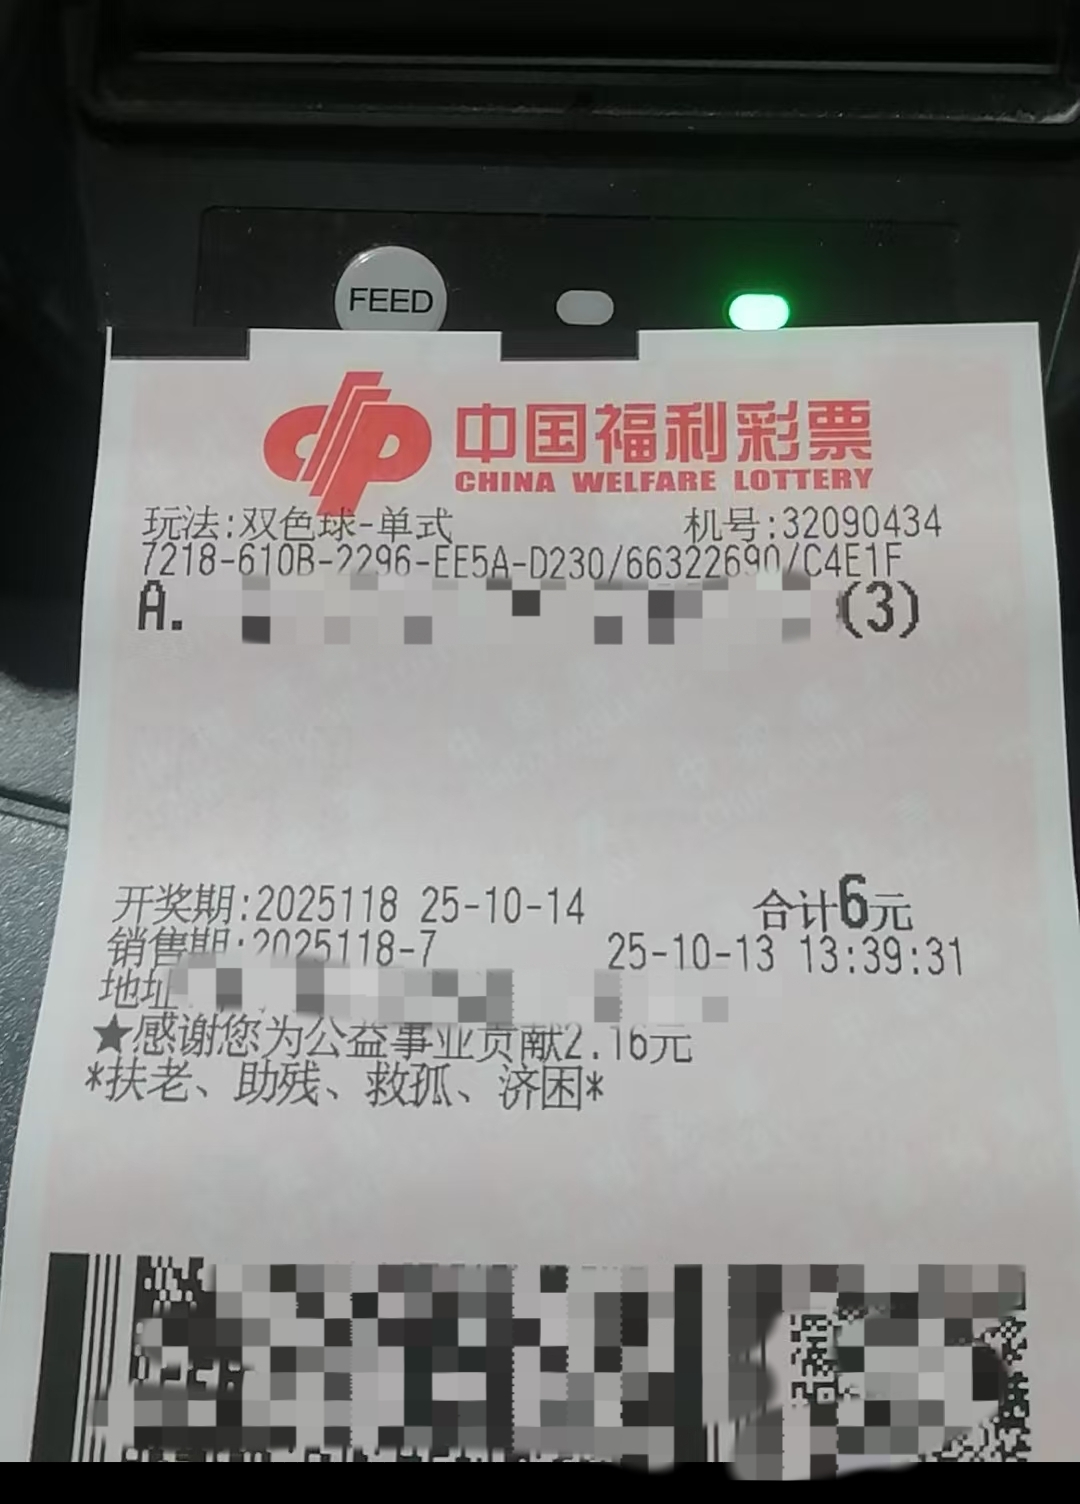 FEED
中国福利彩票
CHINA WELFARE LOTTERY
玩法:双色球-单式 机号:32090434
7218-610B-2296-EE5A-D230/66322690/C4E1F
A. (3)
开奖期:2025118 25-10-14 合计6元
销售期:2025118-7 25-10-13 13:39:31
地址
★感谢您为公益事业贡献2.16元
*扶老、助残、救孤、济困*